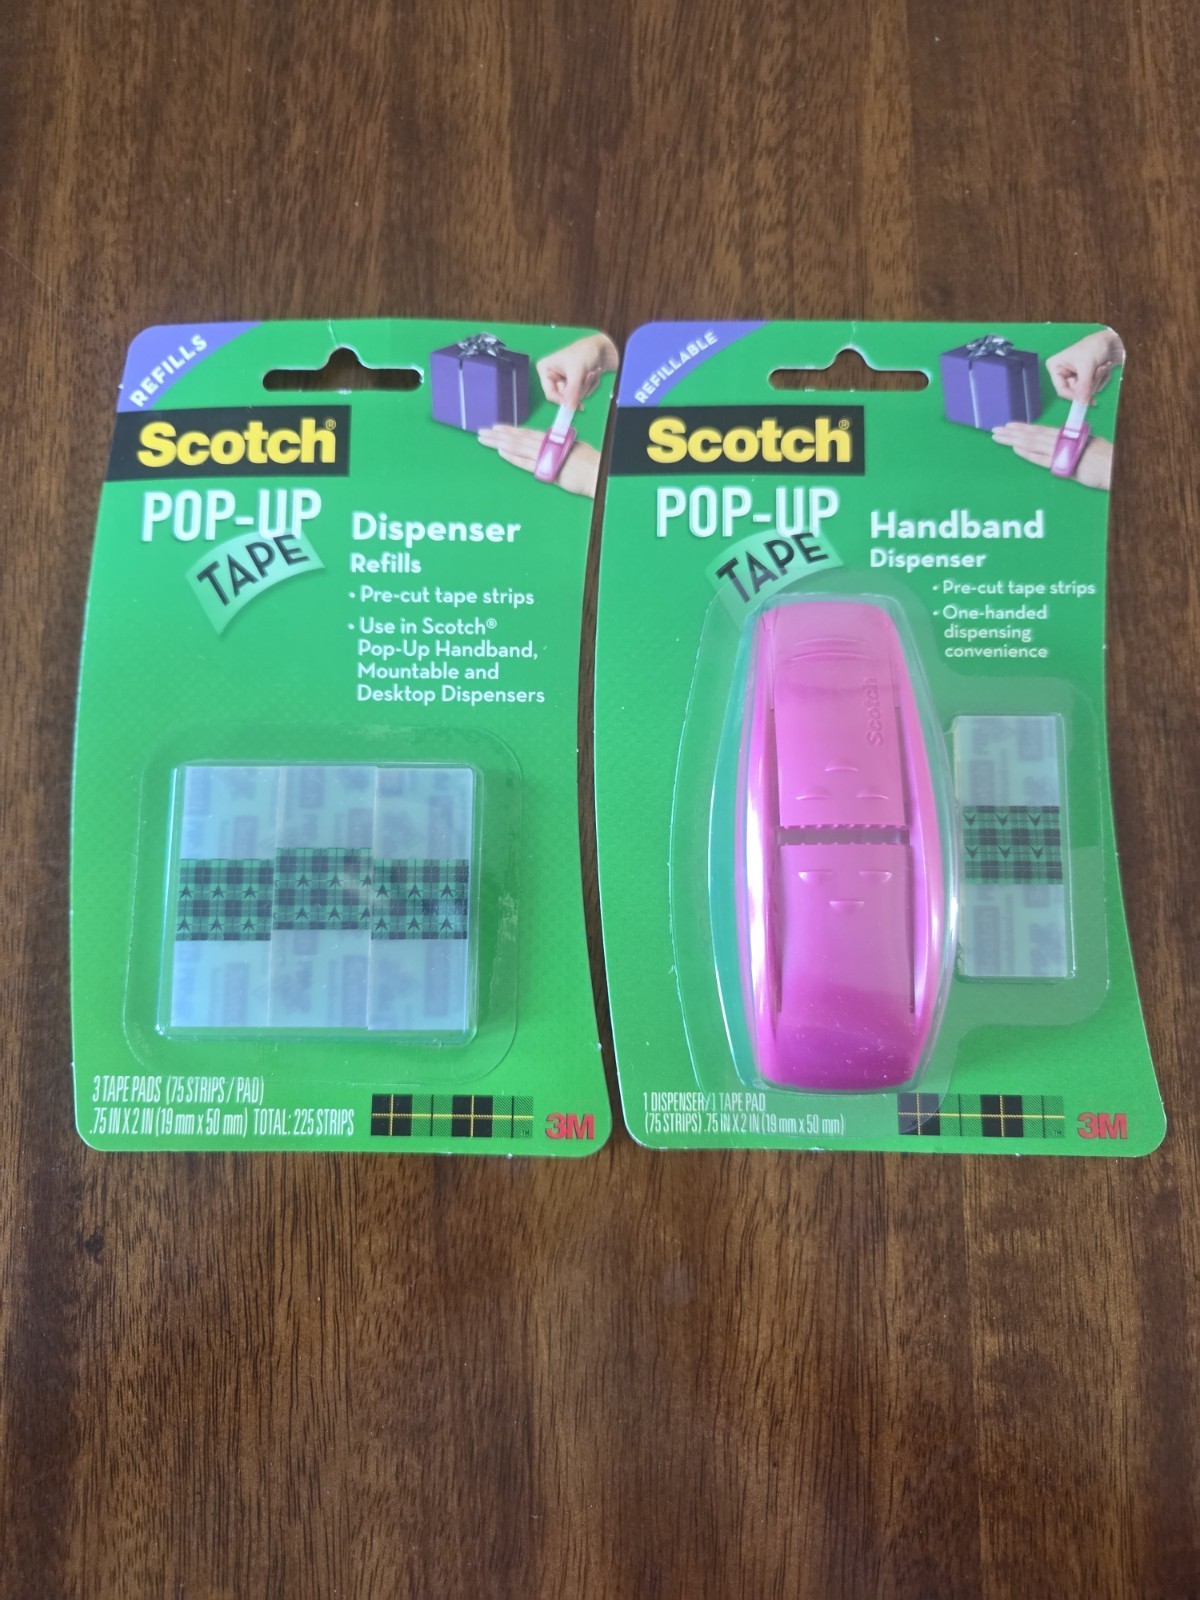 REFILLS
Scotch®
POP-UP
TAPE
Dispenser
Refills
• Pre-cut tape strips
• Use in Scotch®
Pop-Up Handband,
Mountable and
Desktop Dispensers
3 TAPE PADS (75 STRIPS / PAD)
.75 IN X 2 IN (19 mm x 50 mm) TOTAL: 225 STRIPS
™
3M
REFILLABLE
Scotch®
POP-UP
TAPE
Handband
Dispenser
• Pre-cut tape strips
• One-handed
dispensing
convenience
Scotch
1 DISPENSER/1 TAPE PAD
(75 STRIPS) .75 IN X 2 IN (19 mm x 50 mm)
™
3M